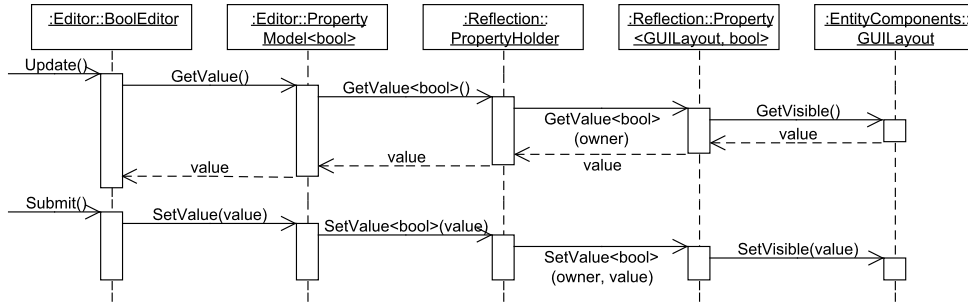 :Editor::BoolEditor
:Editor::Property
Model<bool>
:Reflection::
PropertyHolder
:Reflection::Property
<GUILayout, bool>
:EntityComponents::
GUILayout
Update()
GetValue()
GetValue<bool>()
GetValue<bool>
(owner)
GetVisible()
value
value
value
value
Submit()
SetValue(value)
SetValue<bool>(value)
SetValue<bool>
(owner, value)
SetVisible(value)